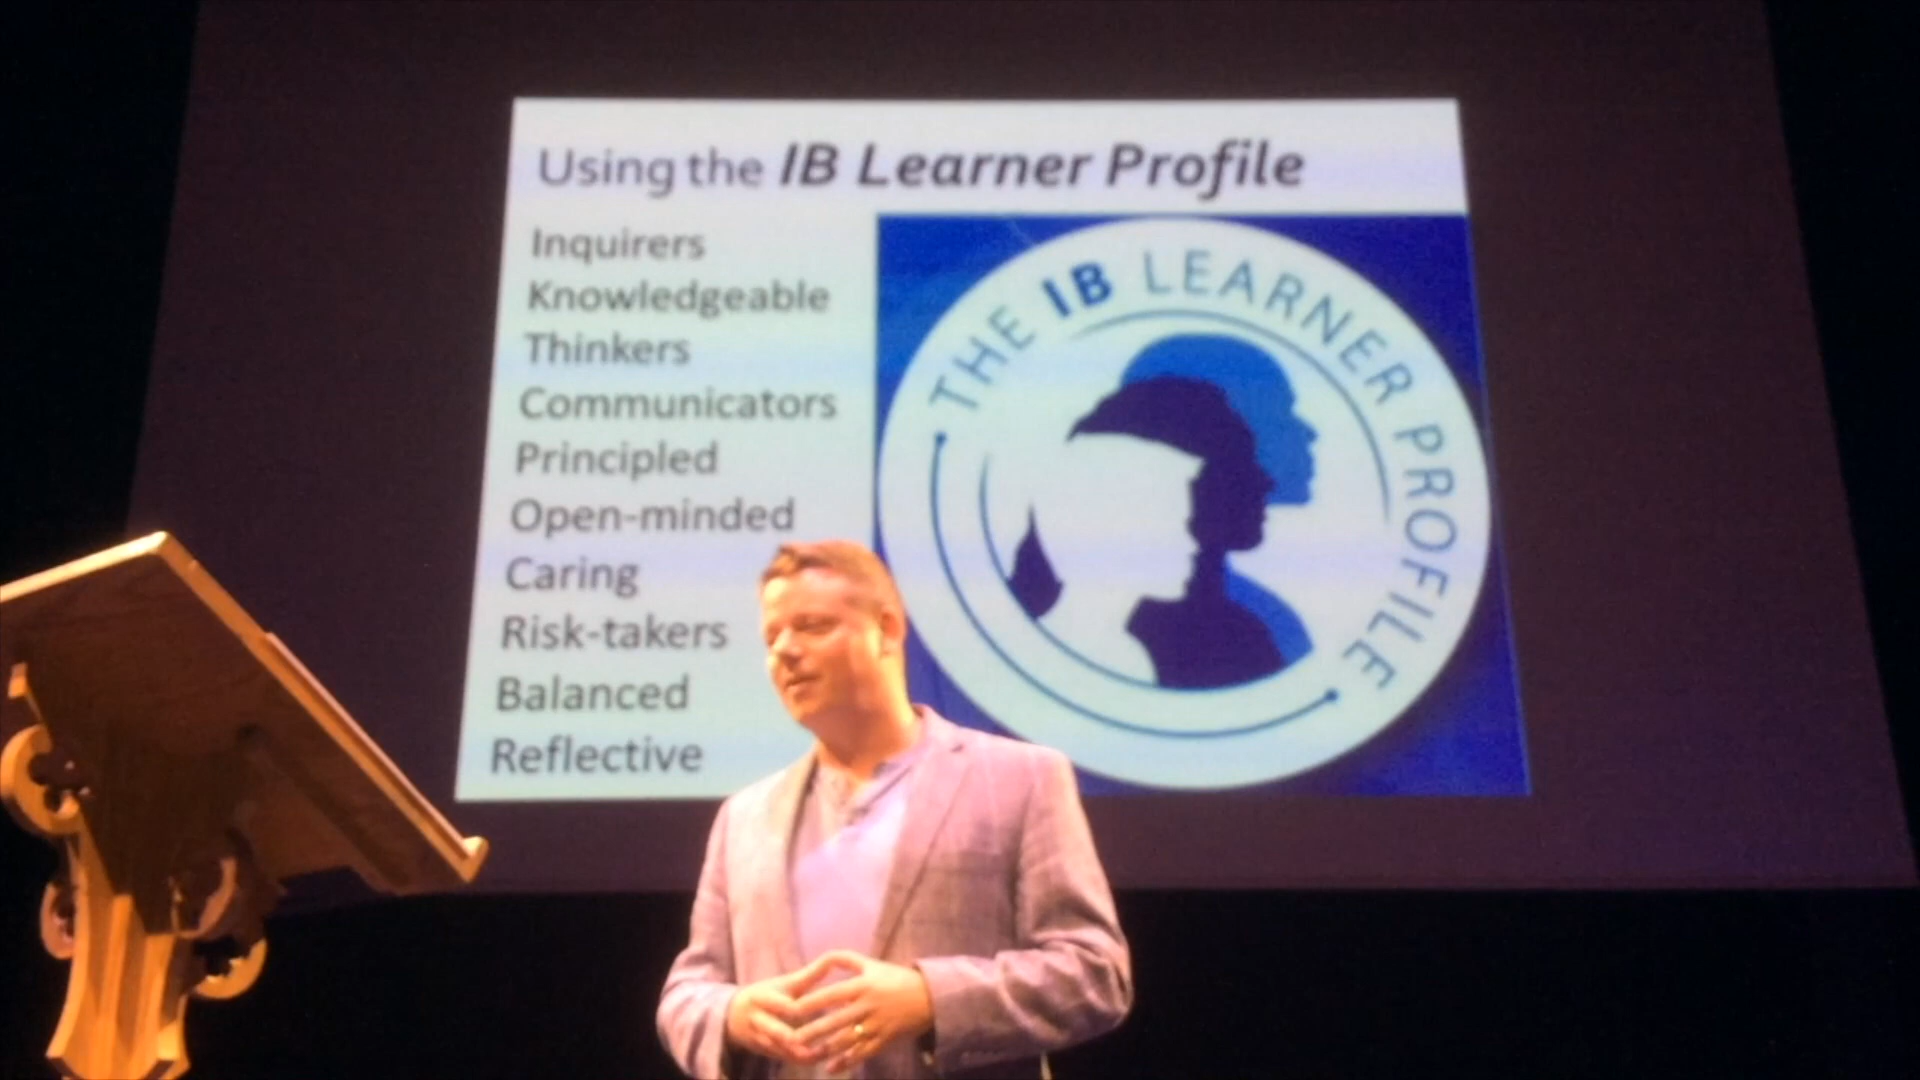 Using the IB Learner Profile
Inquirers
Knowledgeable
Thinkers
Communicators
Principled
Open-minded
Caring
Risk-takers
Balanced
Reflective
THE IB LEARNER PROFILE